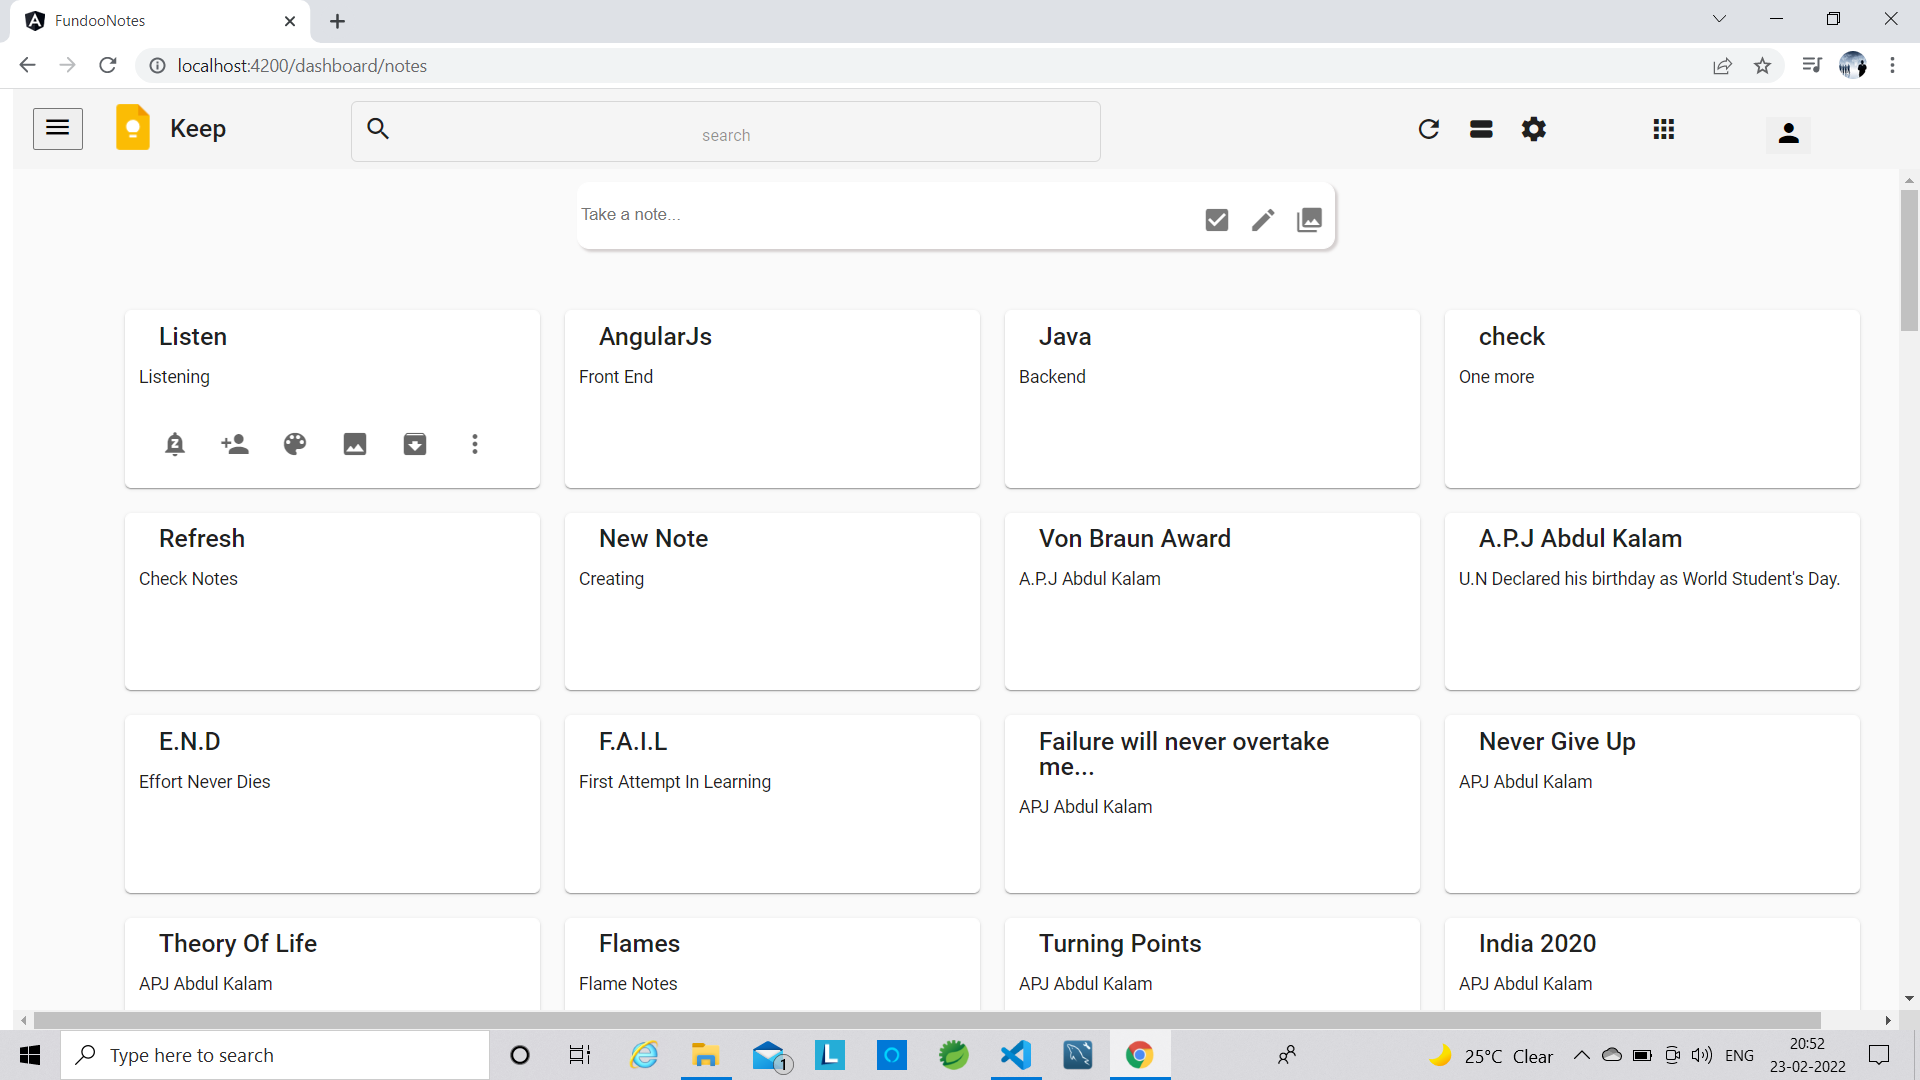 FundooNotes
localhost:4200/dashboard/notes
Keep
search
Take a note...
Listen
Listening
AngularJs
Front End
Java
Backend
check
One more
Refresh
Check Notes
New Note
Creating
Von Braun Award
A.P.J Abdul Kalam
A.P.J Abdul Kalam
U.N Declared his birthday as World Student's Day.
E.N.D
Effort Never Dies
F.A.I.L
First Attempt In Learning
Failure will never overtake
me...
APJ Abdul Kalam
Never Give Up
APJ Abdul Kalam
Theory Of Life
APJ Abdul Kalam
Flames
Flame Notes
Turning Points
APJ Abdul Kalam
India 2020
APJ Abdul Kalam
Type here to search
1
L
25°C Clear
ENG
20:52
23-02-2022